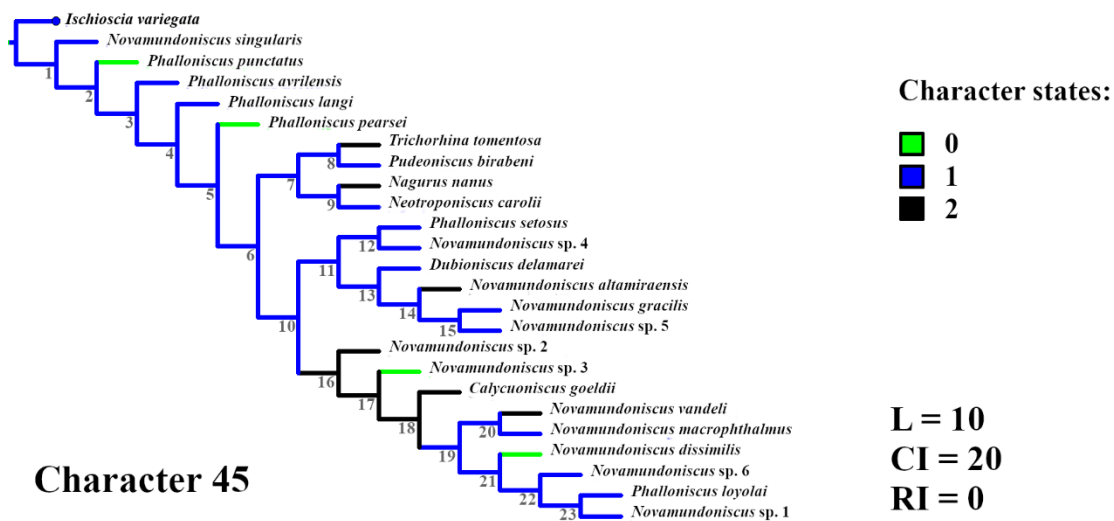 Ischioscia variegata
Novamundoniscus singularis
1
Phalloniscus punctatus
2
Phalloniscus avrilensis
3
Phalloniscus langi
4
Phalloniscus pearsei
5
Trichorhina tomentosa
8
Pudeoniscus birabeni
7
Nagurus nanus
9
Neotroponiscus carolii
6
Phalloniscus setosus
12
Novamundoniscus sp. 4
11
Dubioniscus delamarei
13
Novamundoniscus altamiraensis
14
Novamundoniscus gracilis
15
Novamundoniscus sp. 5
10
Novamundoniscus sp. 2
16
Novamundoniscus sp. 3
17
Calycuoniscus goeldii
18
Novamundoniscus vandeli
20
Novamundoniscus macrophthalmus
19
Novamundoniscus dissimilis
21
Novamundoniscus sp. 6
22
Phalloniscus loyolai
23
Novamundoniscus sp. 1
Character states:
0
1
2
Character 45
L = 10
CI = 20
RI = 0